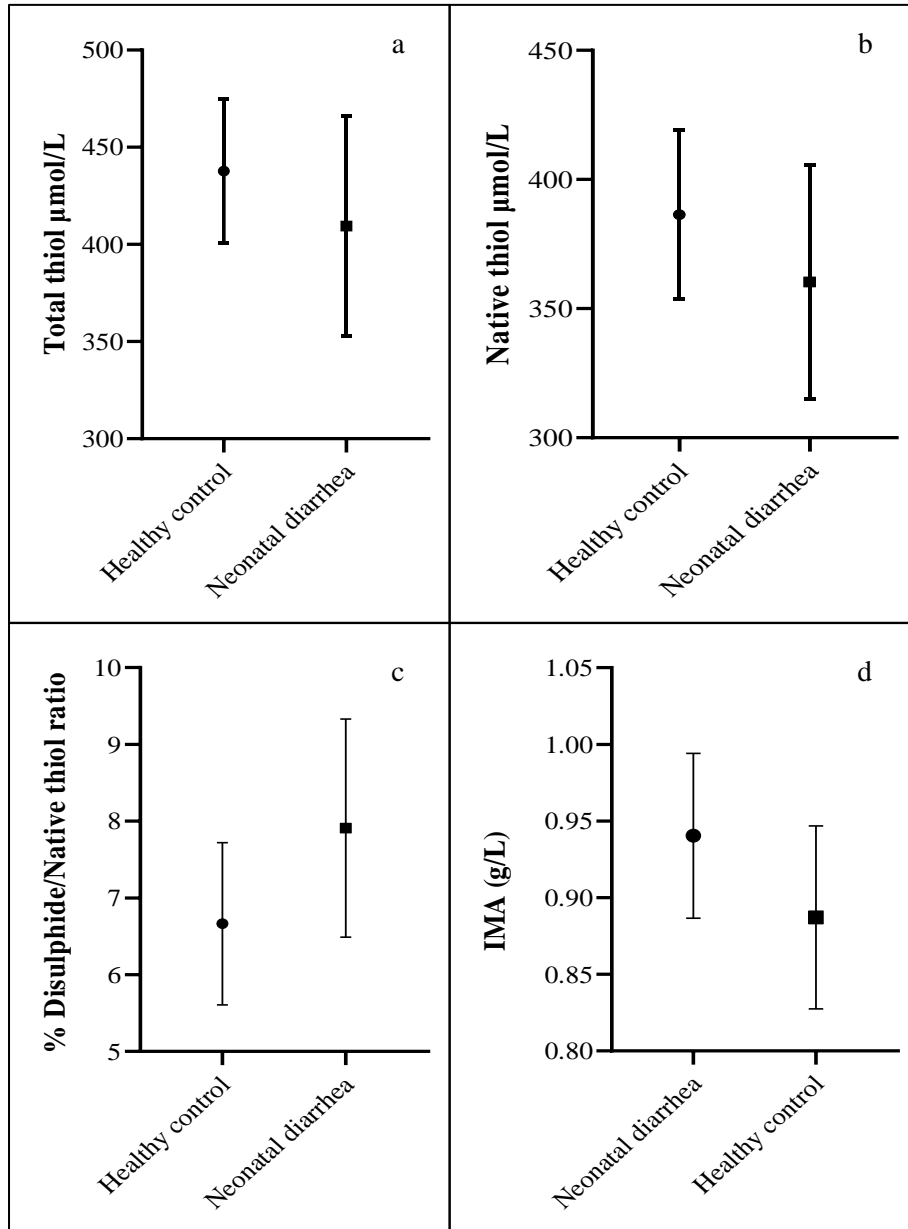 a
Total thiol µmol/L
500
450
400
350
300
Healthy control
Neonatal diarrhea
b
Native thiol µmol/L
450
400
350
300
Healthy control
Neonatal diarrhea
c
% Disulphide/Native thiol ratio
10
9
8
7
6
5
Healthy control
Neonatal diarrhea
d
IMA (g/L)
1.05
1.00
0.95
0.90
0.85
0.80
Neonatal diarrhea
Healthy control